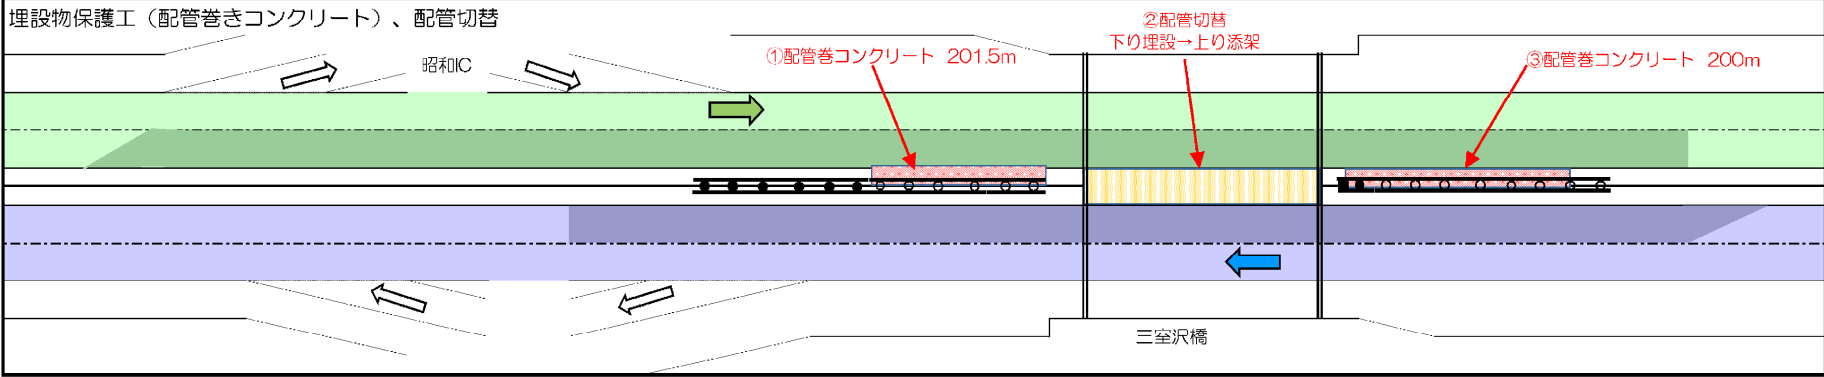 埋設物保護工（配管巻きコンクリート）、配管切替
②配管切替
下り埋設→上り添架
①配管巻コンクリート 201.5m
昭和IC
③配管巻コンクリート 200m
三室沢橋